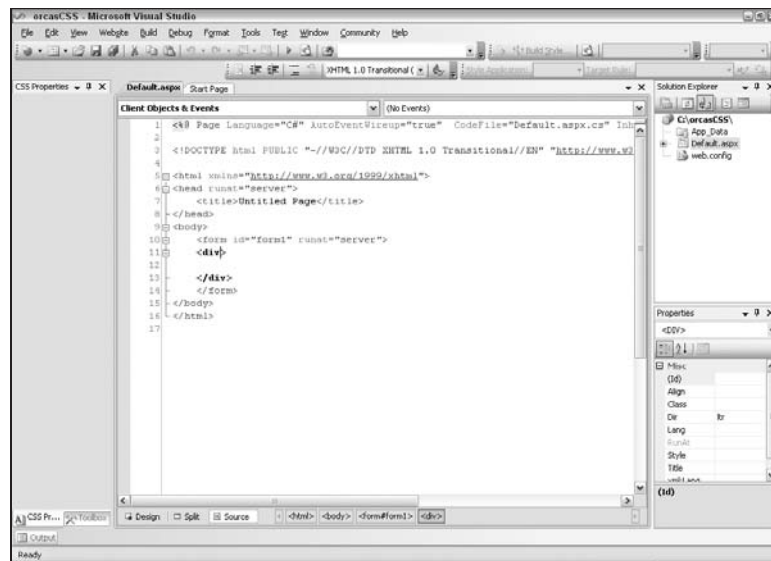 orcasCSS - Microsoft Visual Studio
File Edit View Website Build Debug Format Tools Test Window Community Help
XHTML 1.0 Transitional (
Style Application: Target Rule:
CSS Properties
Default.aspx Start Page
Client Objects & Events (No Events)
1 <%@ Page Language="C#" AutoEventWireup="true" CodeFile="Default.aspx.cs" Inh
2
3 <!DOCTYPE html PUBLIC "-//W3C//DTD XHTML 1.0 Transitional//EN" "http://www.w3
4
5 <html xmlns="http://www.w3.org/1999/xhtml">
6 <head runat="server">
7 <title>Untitled Page</title>
8 </head>
9 <body>
10 <form id="form1" runat="server">
11 <div>
12
13 </div>
14 </form>
15 </body>
16 </html>
17
Design Split Source <html> <body> <form#form1> <div>
CSS Pr... Toolbox
Output
Ready
Solution Explorer
C:\orcasCSS\
App_Data
Default.aspx
web.config
Properties
<DIV>
Misc
(Id)
Align
Class
Dir ltr
Lang
RunAt
Style
Title
xml:Lang
(Id)